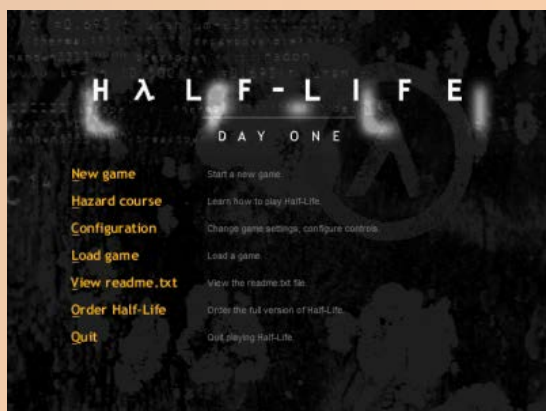 HλLF-LIFE
DAY ONE
New game Start a new game.
Hazard course Learn how to play Half-Life.
Configuration Change game settings, configure controls.
Load game Load a game.
View readme.txt View the readme.txt file.
Order Half-Life Order the full version of Half-Life.
Quit Quit playing Half-Life.